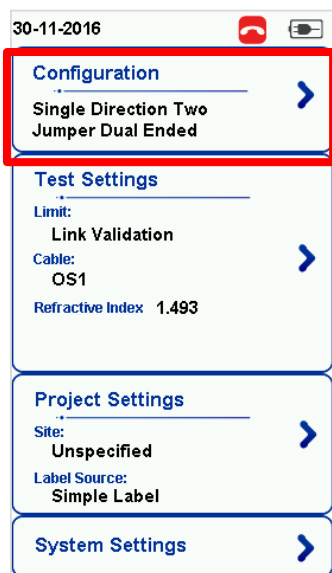 30-11-2016
Configuration
Single Direction Two
Jumper Dual Ended
Test Settings
Limit:
Link Validation
Cable:
OS1
Refractive Index 1.493
Project Settings
Site:
Unspecified
Label Source:
Simple Label
System Settings